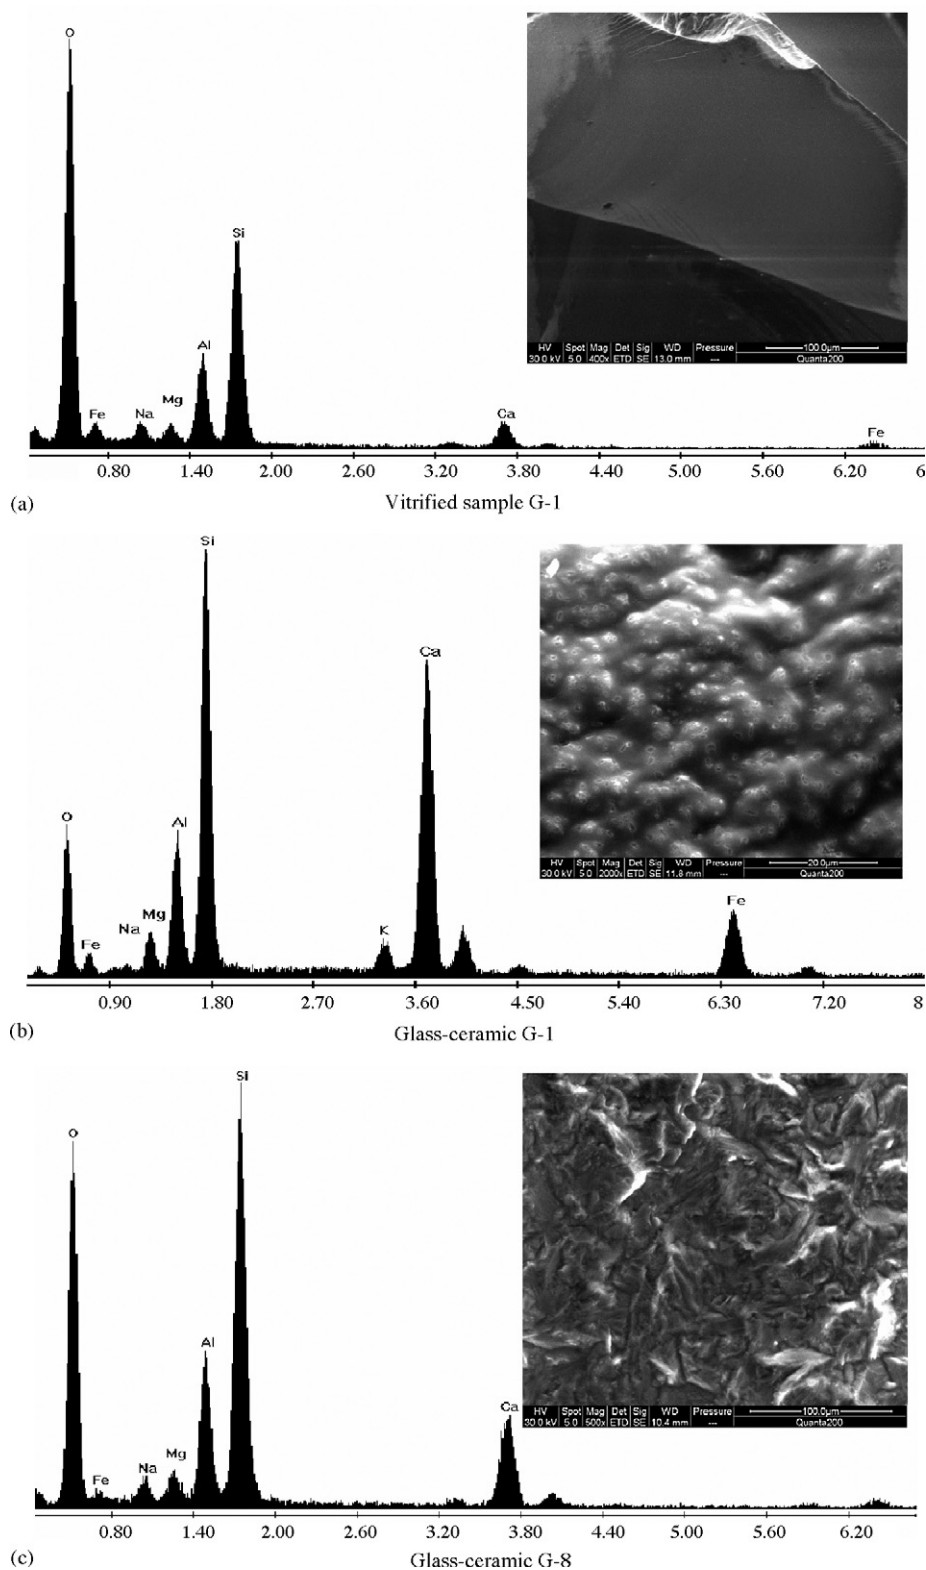 O
Si
Al
Fe
Na
Mg
Ca
Fe
HV Spot Mag Det Sig WD Pressure 100.0µm
30.0 kV 5.0 400x ETD SE 13.0 mm --- Quanta200
0.80 1.40 2.00 2.60 3.20 3.80 4.40 5.00 5.60 6.20 6
(a)
Vitrified sample G-1
Si
Ca
O
Al
Fe
Na
Mg
K
Fe
HV Spot Mag Det Sig WD Pressure 20.0µm
30.0 kV 5.0 2000x ETD SE 11.8 mm --- Quanta200
0.90 1.80 2.70 3.60 4.50 5.40 6.30 7.20 8
(b)
Glass-ceramic G-1
Si
O
Al
Fe
Na
Mg
Ca
HV Spot Mag Det Sig WD Pressure 100.0µm
30.0 kV 5.0 500x ETD SE 10.4 mm --- Quanta200
0.80 1.40 2.00 2.60 3.20 3.80 4.40 5.00 5.60 6.20
(c)
Glass-ceramic G-8